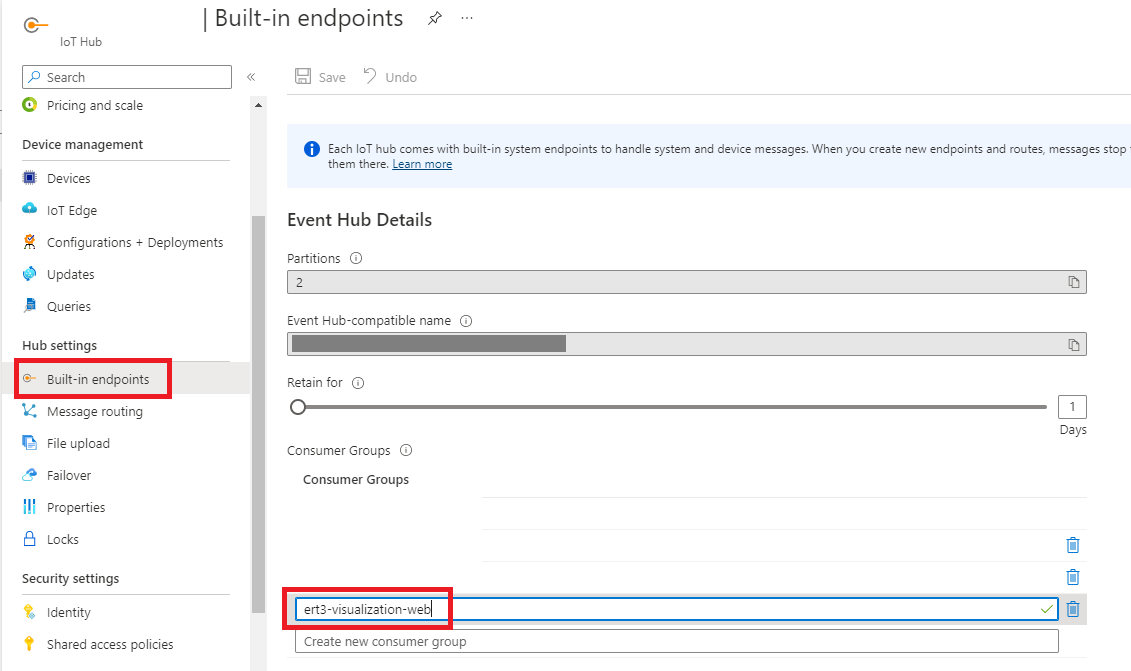 | Built-in endpoints
...
IoT Hub
Search
«
Save
Undo
Pricing and scale
Device management
Devices
IoT Edge
Configurations + Deployments
Updates
Queries
Hub settings
Built-in endpoints
Message routing
File upload
Failover
Properties
Locks
Security settings
Identity
Shared access policies
Each IoT hub comes with built-in system endpoints to handle system and device messages. When you create new endpoints and routes, messages stop
them there. Learn more
Event Hub Details
Partitions
2
Event Hub-compatible name
Retain for
1
Days
Consumer Groups
Consumer Groups
ert3-visualization-web
Create new consumer group